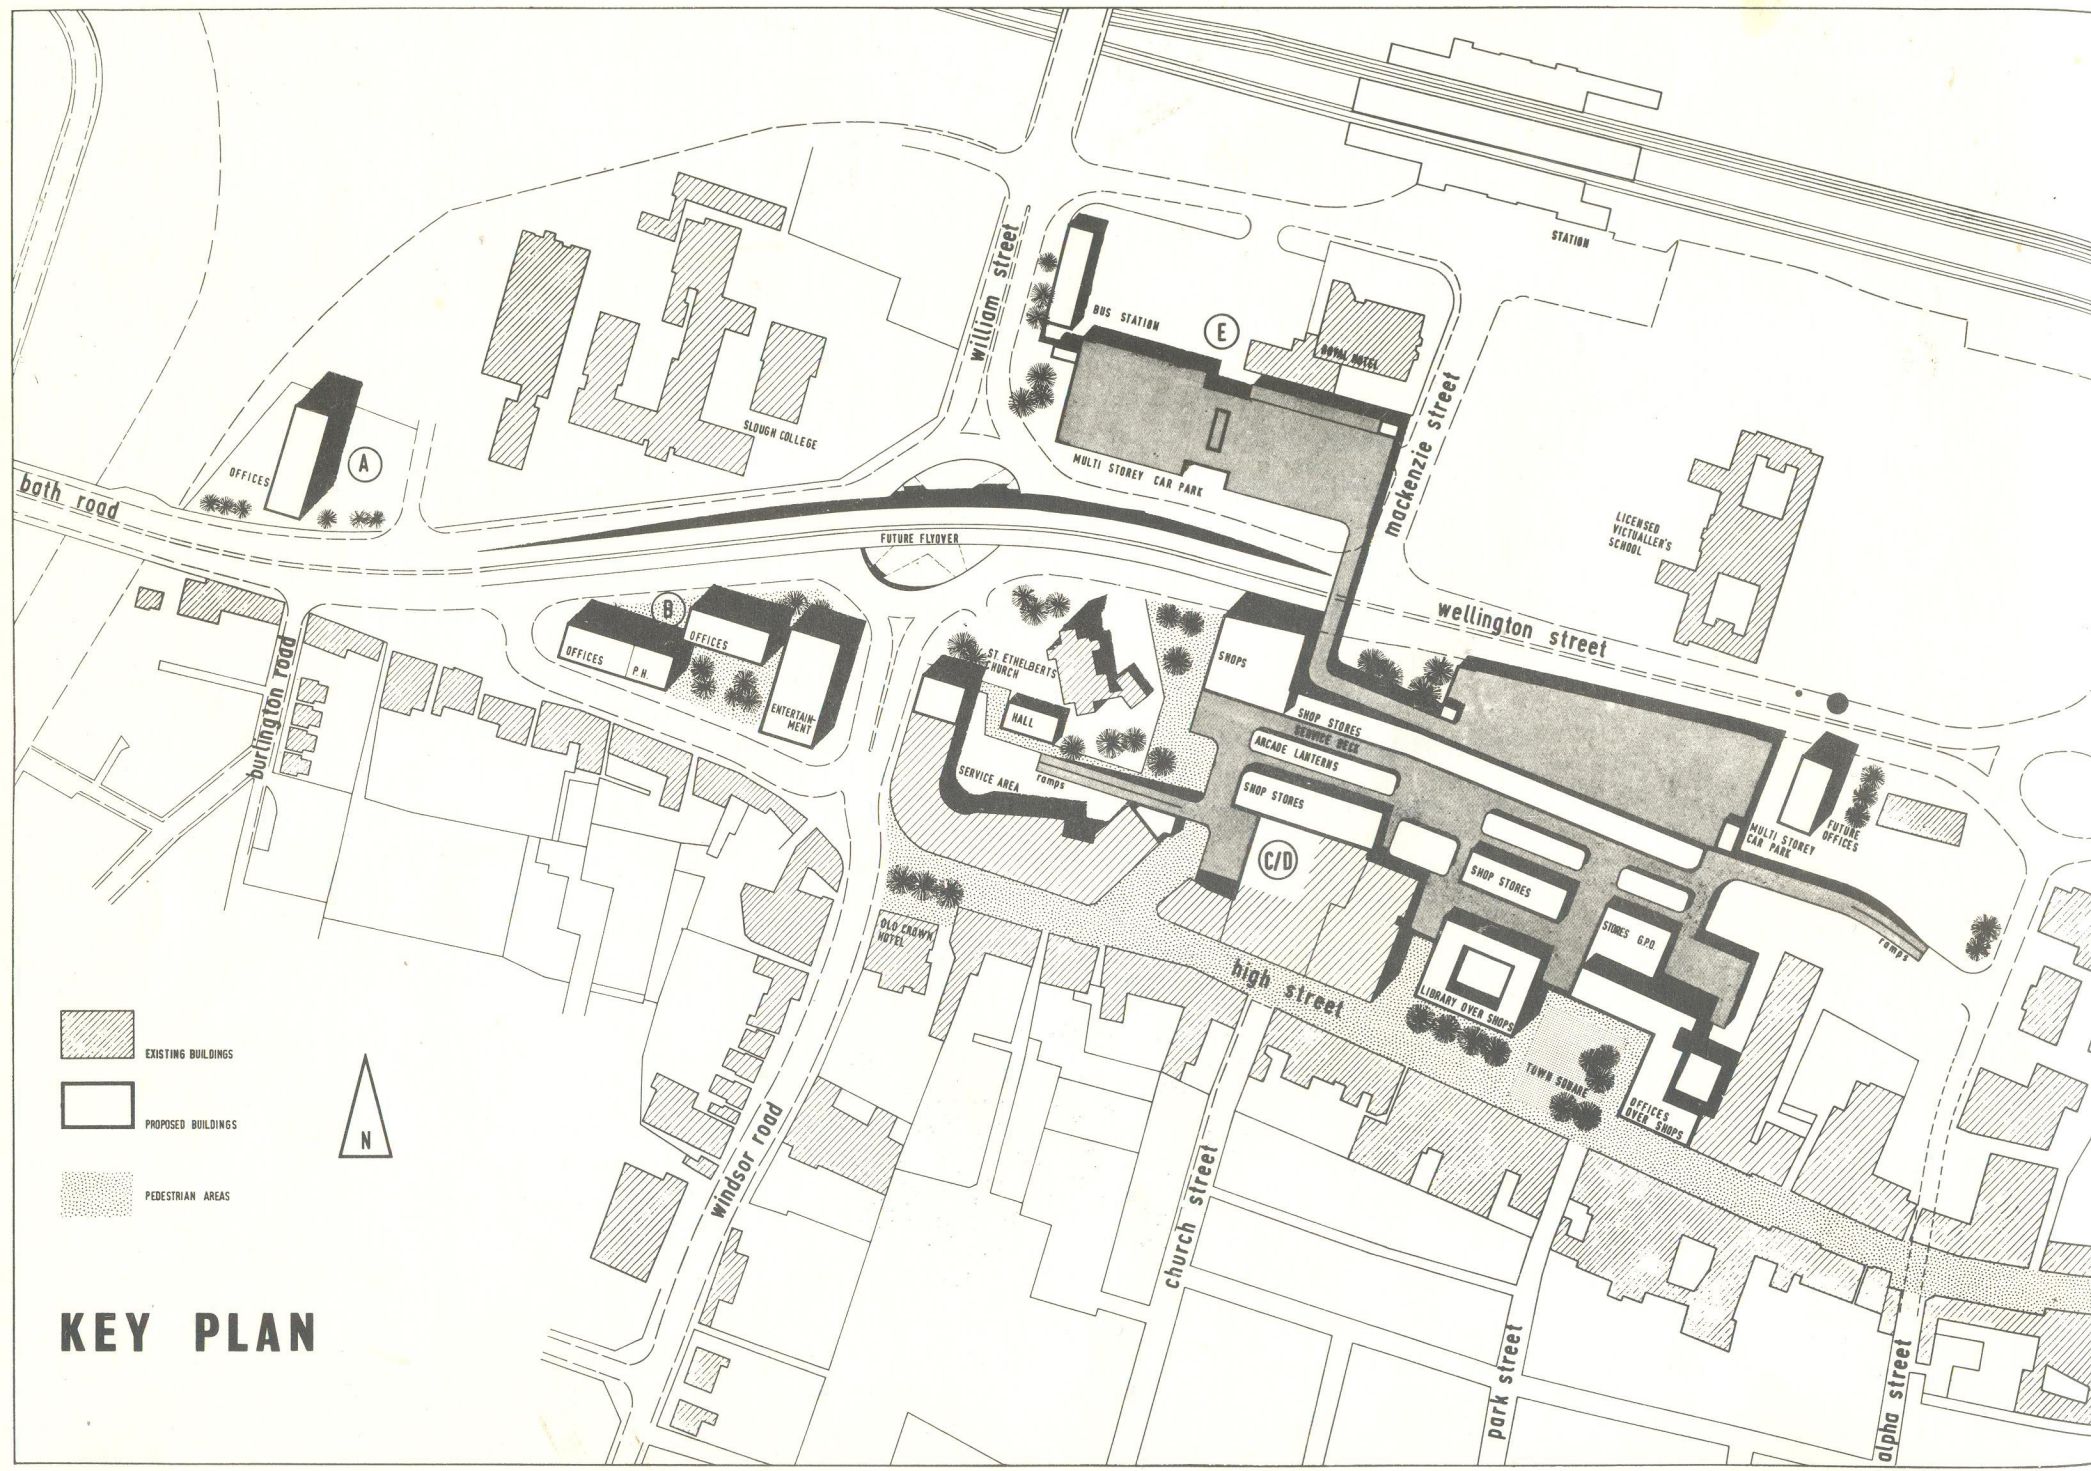 STATION
william street
BUS STATION
E
ROYAL HOTEL
SLOUGH COLLEGE
mackenzie street
MULTI STOREY CAR PARK
OFFICES
A
bath road
LICENSED
VICTUALLER'S
SCHOOL
FUTURE FLYOVER
wellington street
B
OFFICES
OFFICES
P.H.
ENTERTAIN-
MENT
burlington road
ST ETHELBERTS
CHURCH
HALL
SHOPS
SHOP STORES
SERVICE DECK
ARCADE LANTERNS
SERVICE AREA
ramps
SHOP STORES
C/D
SHOP STORES
MULTI STOREY
CAR PARK
FUTURE
OFFICES
STORES G.P.O.
ramps
OLD CROWN
HOTEL
high street
LIBRARY OVER SHOPS
TOWN SQUARE
OFFICES
OVER SHOPS
EXISTING BUILDINGS
PROPOSED BUILDINGS
PEDESTRIAN AREAS
N
windsor road
church street
park street
alpha street
KEY PLAN